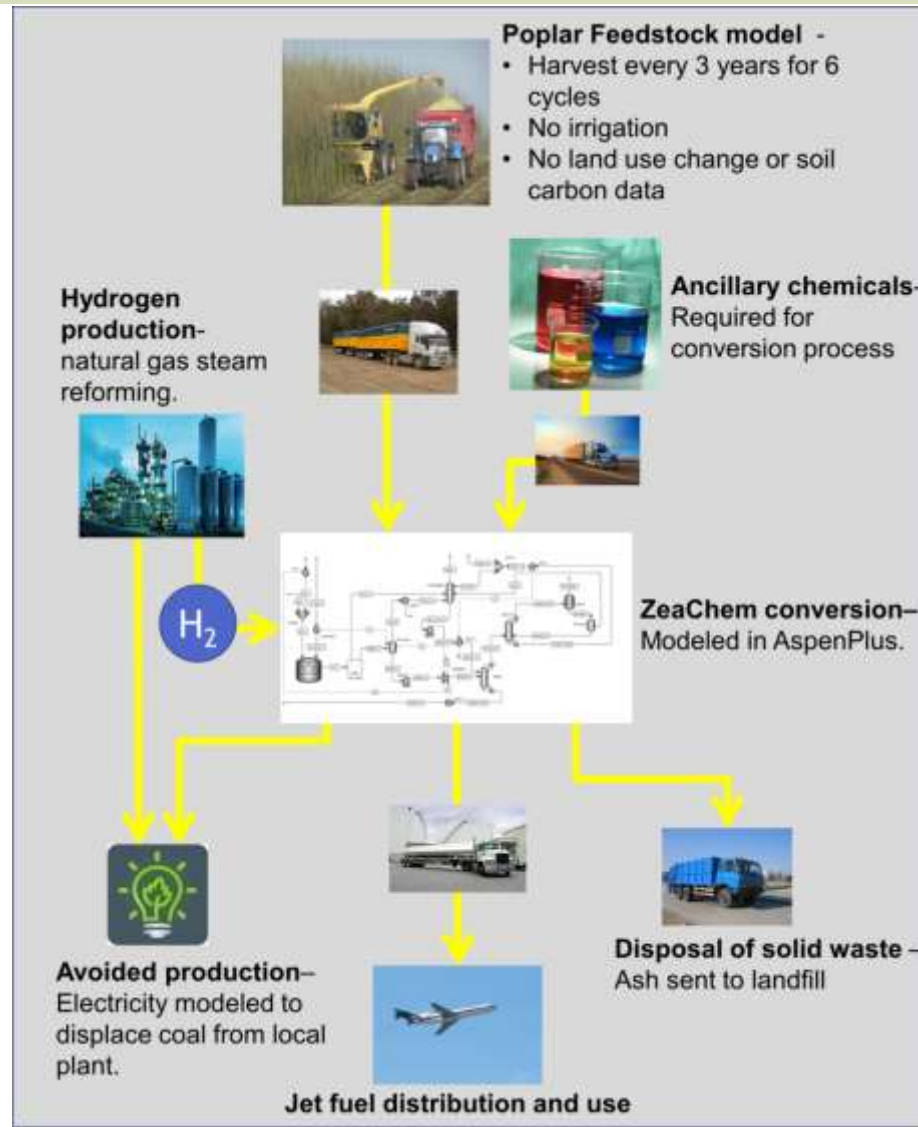 Poplar Feedstock model -
• Harvest every 3 years for 6
cycles
• No irrigation
• No land use change or soil
carbon data
Hydrogen
production-
natural gas steam
reforming.
Ancillary chemicals-
Required for
conversion process
H₂
ZeaChem conversion–
Modeled in AspenPlus.
Avoided production–
Electricity modeled to
displace coal from local
plant.
Disposal of solid waste –
Ash sent to landfill
Jet fuel distribution and use